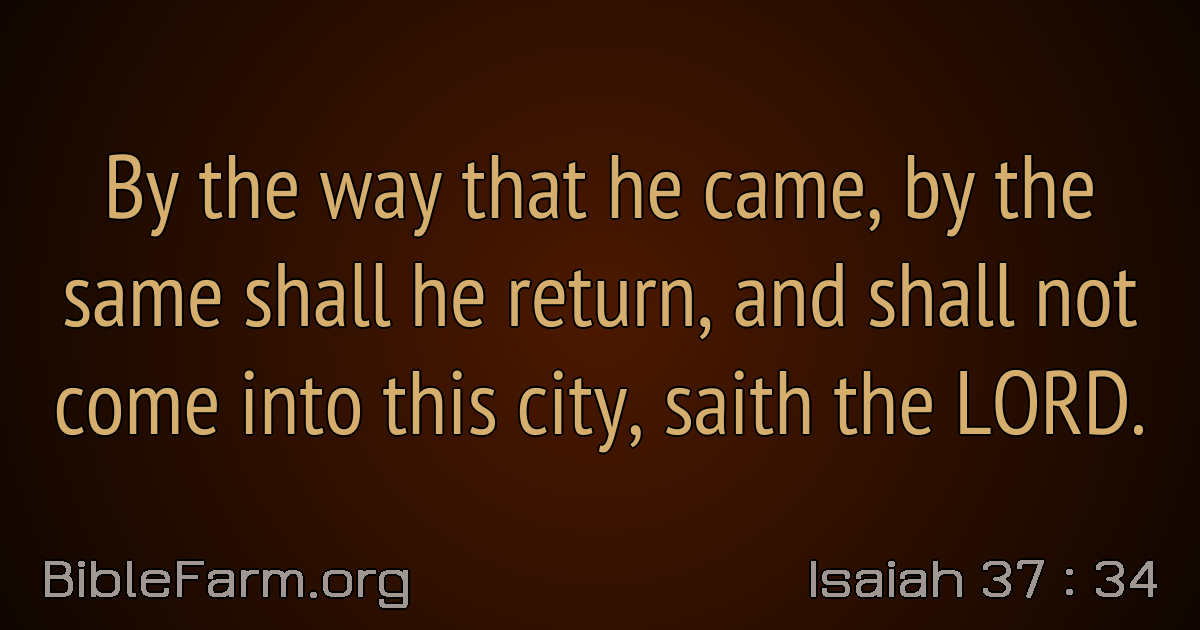 By the way that he came, by the
same shall he return, and shall not
come into this city, saith the LORD.
BibleFarm.org
Isaiah 37 : 34